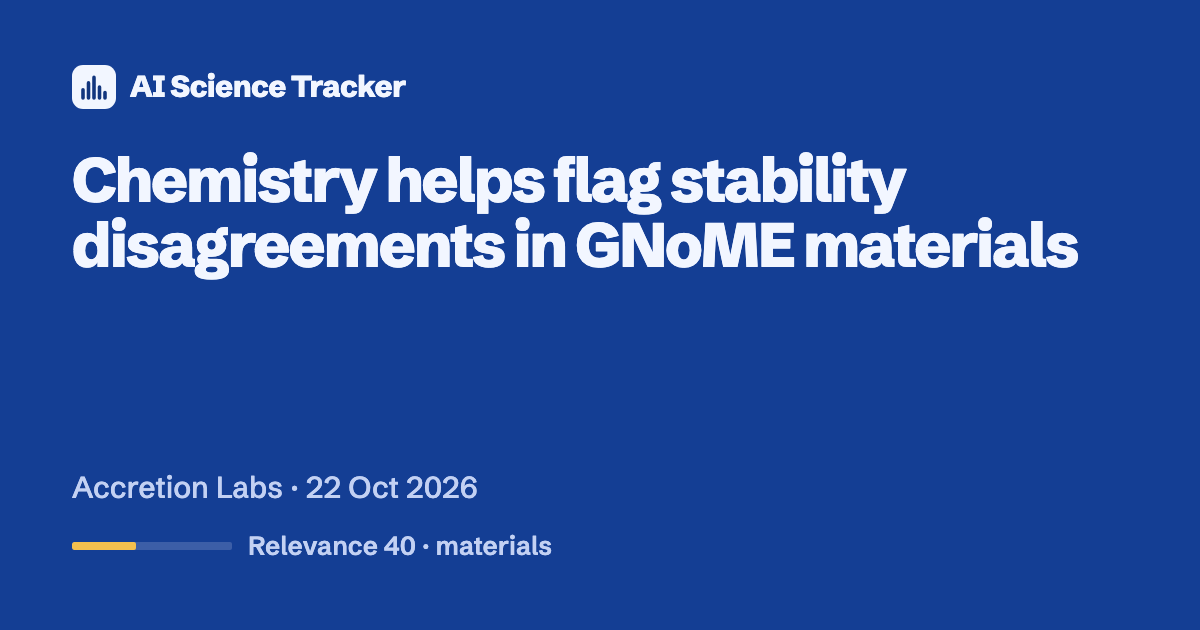 AI Science Tracker
Chemistry helps flag stability
disagreements in GNoME materials
Accretion Labs · 22 Oct 2026
Relevance 40 · materials